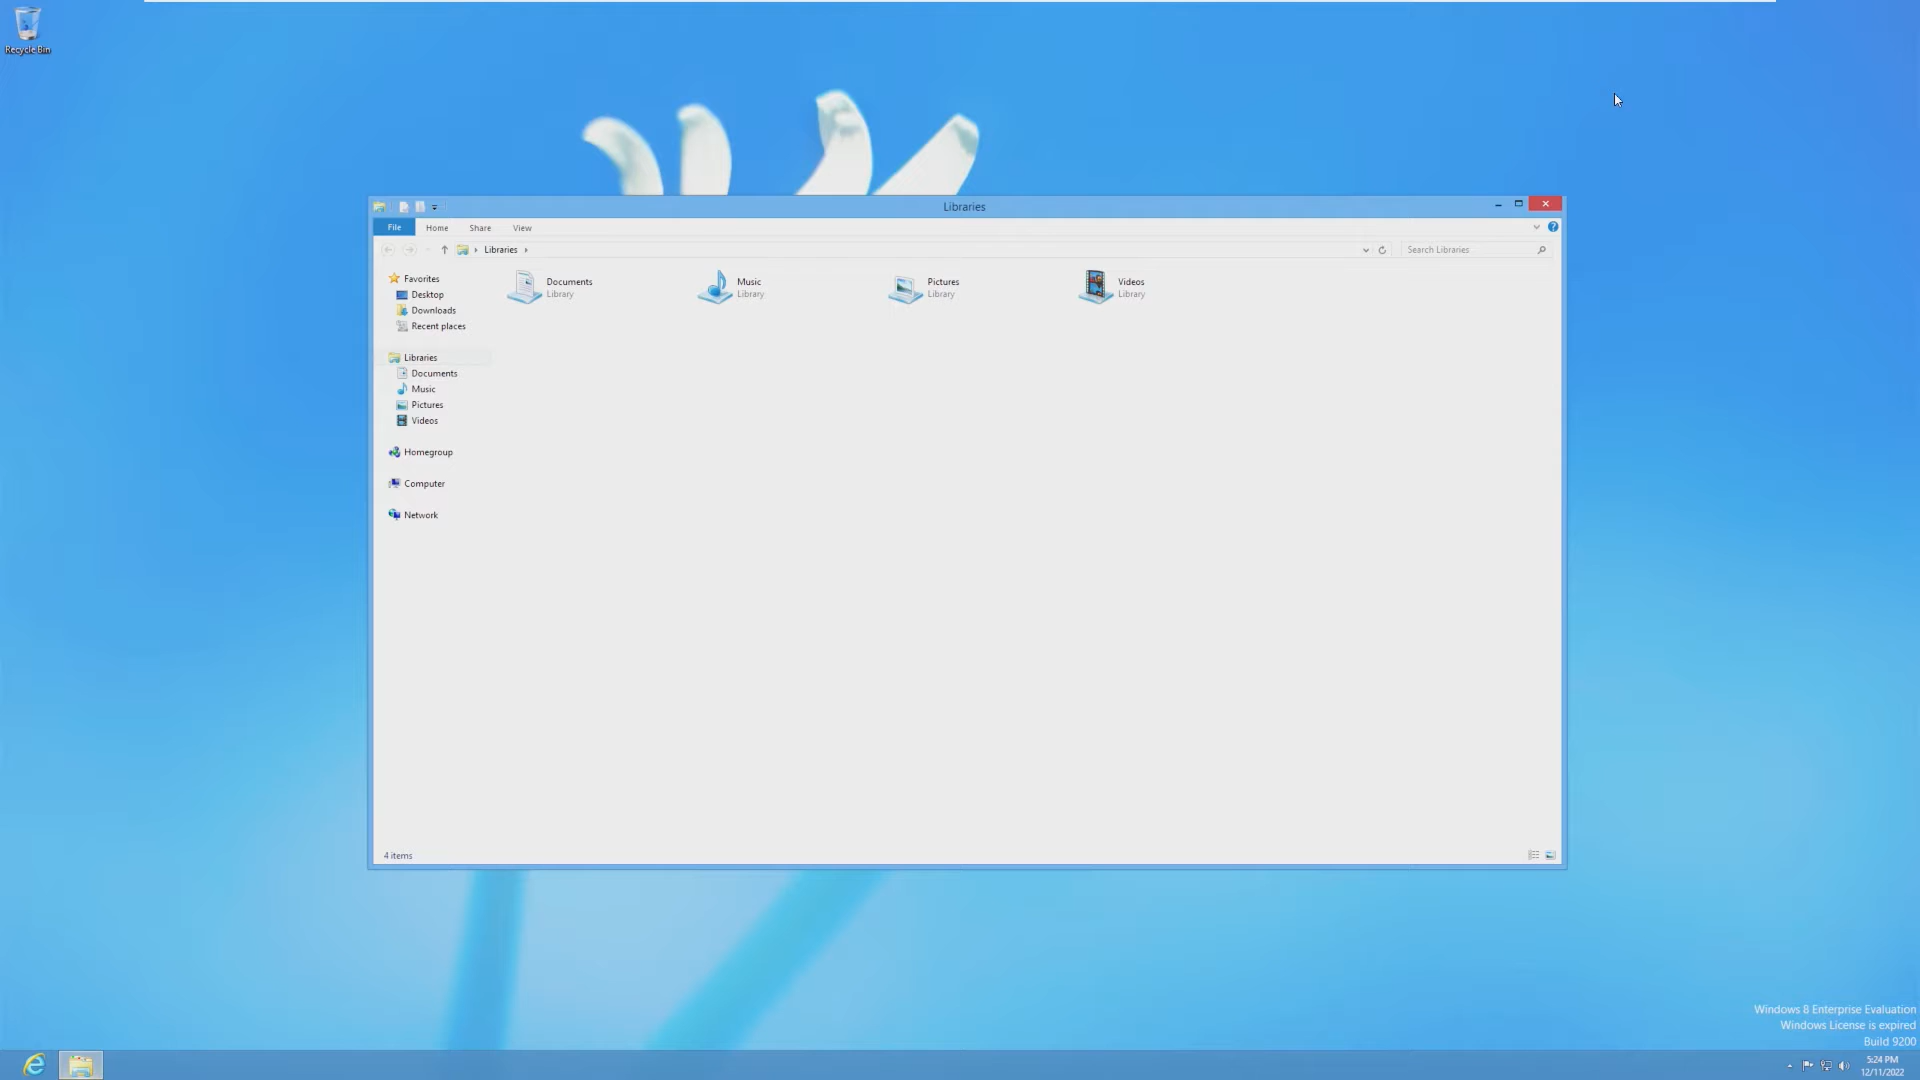 Recycle Bin
Libraries
File Home Share View
Libraries
Search Libraries
Favorites
Desktop
Downloads
Recent places
Libraries
Documents
Music
Pictures
Videos
Homegroup
Computer
Network
Documents
Library
Music
Library
Pictures
Library
Videos
Library
4 items
Windows 8 Enterprise Evaluation
Windows License is expired
Build 9200
5:24 PM
12/11/2022